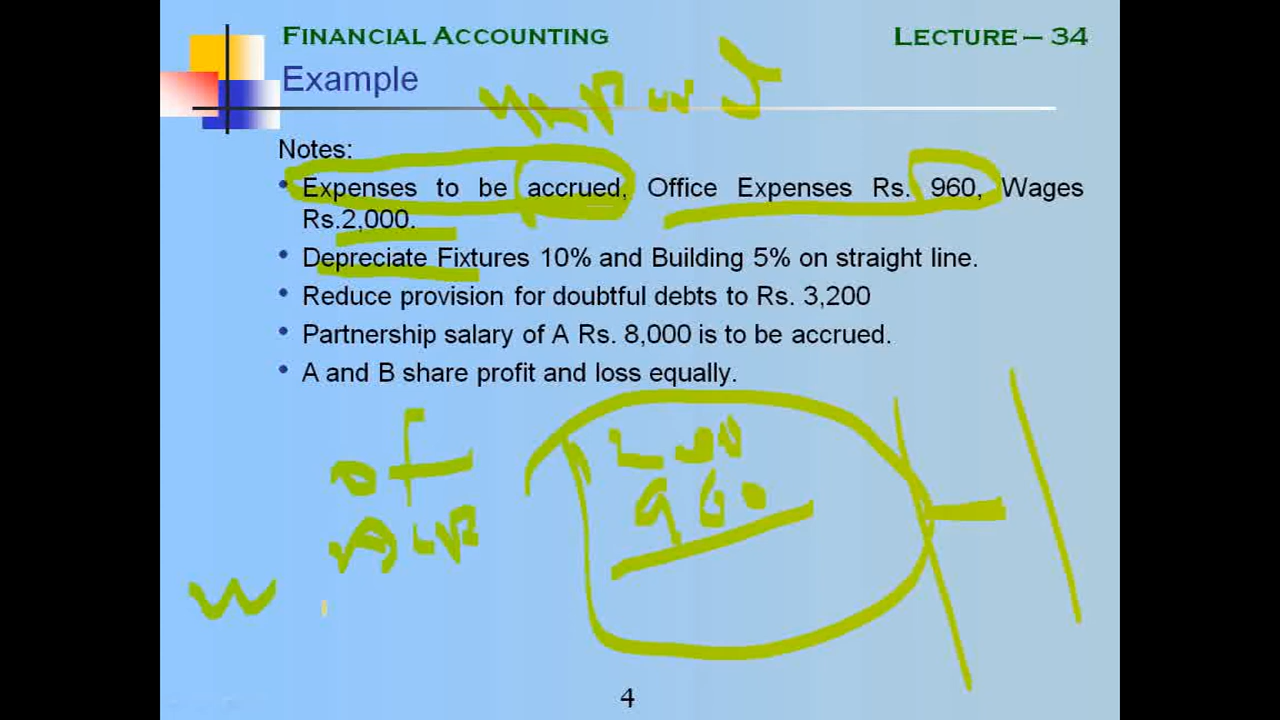 FINANCIAL ACCOUNTING
LECTURE – 34
Example
Notes:
• Expenses to be accrued, Office Expenses Rs. 960, Wages
Rs.2,000.
• Depreciate Fixtures 10% and Building 5% on straight line.
• Reduce provision for doubtful debts to Rs. 3,200
• Partnership salary of A Rs. 8,000 is to be accrued.
• A and B share profit and loss equally.
960
W
4